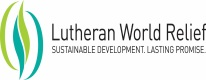 Lutheran World Relief
SUSTAINABLE DEVELOPMENT. LASTING PROMISE.